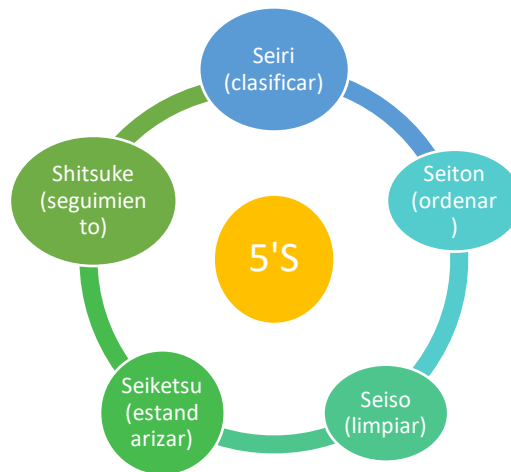 Seiri
(clasificar)
Seiton
(ordenar
)
Seiso
(limpiar)
Seiketsu
(estand
arizar)
Shitsuke
(seguimien
to)
5'S